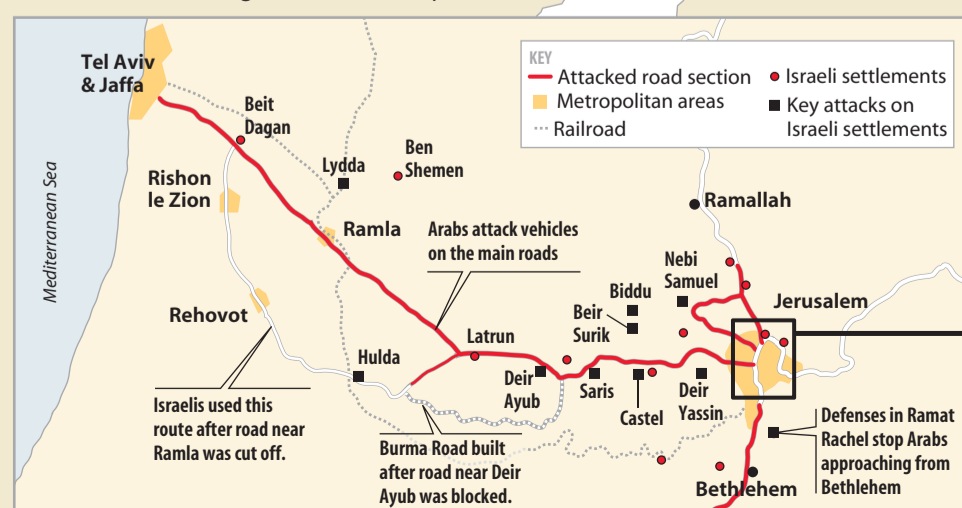 Tel Aviv
& Jaffa
Beit
Dagan
Lydda
Ben
Shemen
Rishon
le Zion
Ramla
Mediterranean Sea
Rehovot
Hulda
Latrun
Arabs attack vehicles
on the main roads
KEY
Attacked road section
Metropolitan areas
Railroad
Israeli settlements
Key attacks on
Israeli settlements
Ramallah
Nebi
Samuel
Biddu
Beir
Surik
Jerusalem
Deir
Ayub
Saris
Castel
Deir
Yassin
Israelis used this
route after road near
Ramla was cut off.
Burma Road built
after road near Deir
Ayub was blocked.
Defenses in Ramat
Rachel stop Arabs
approaching from
Bethlehem
Bethlehem